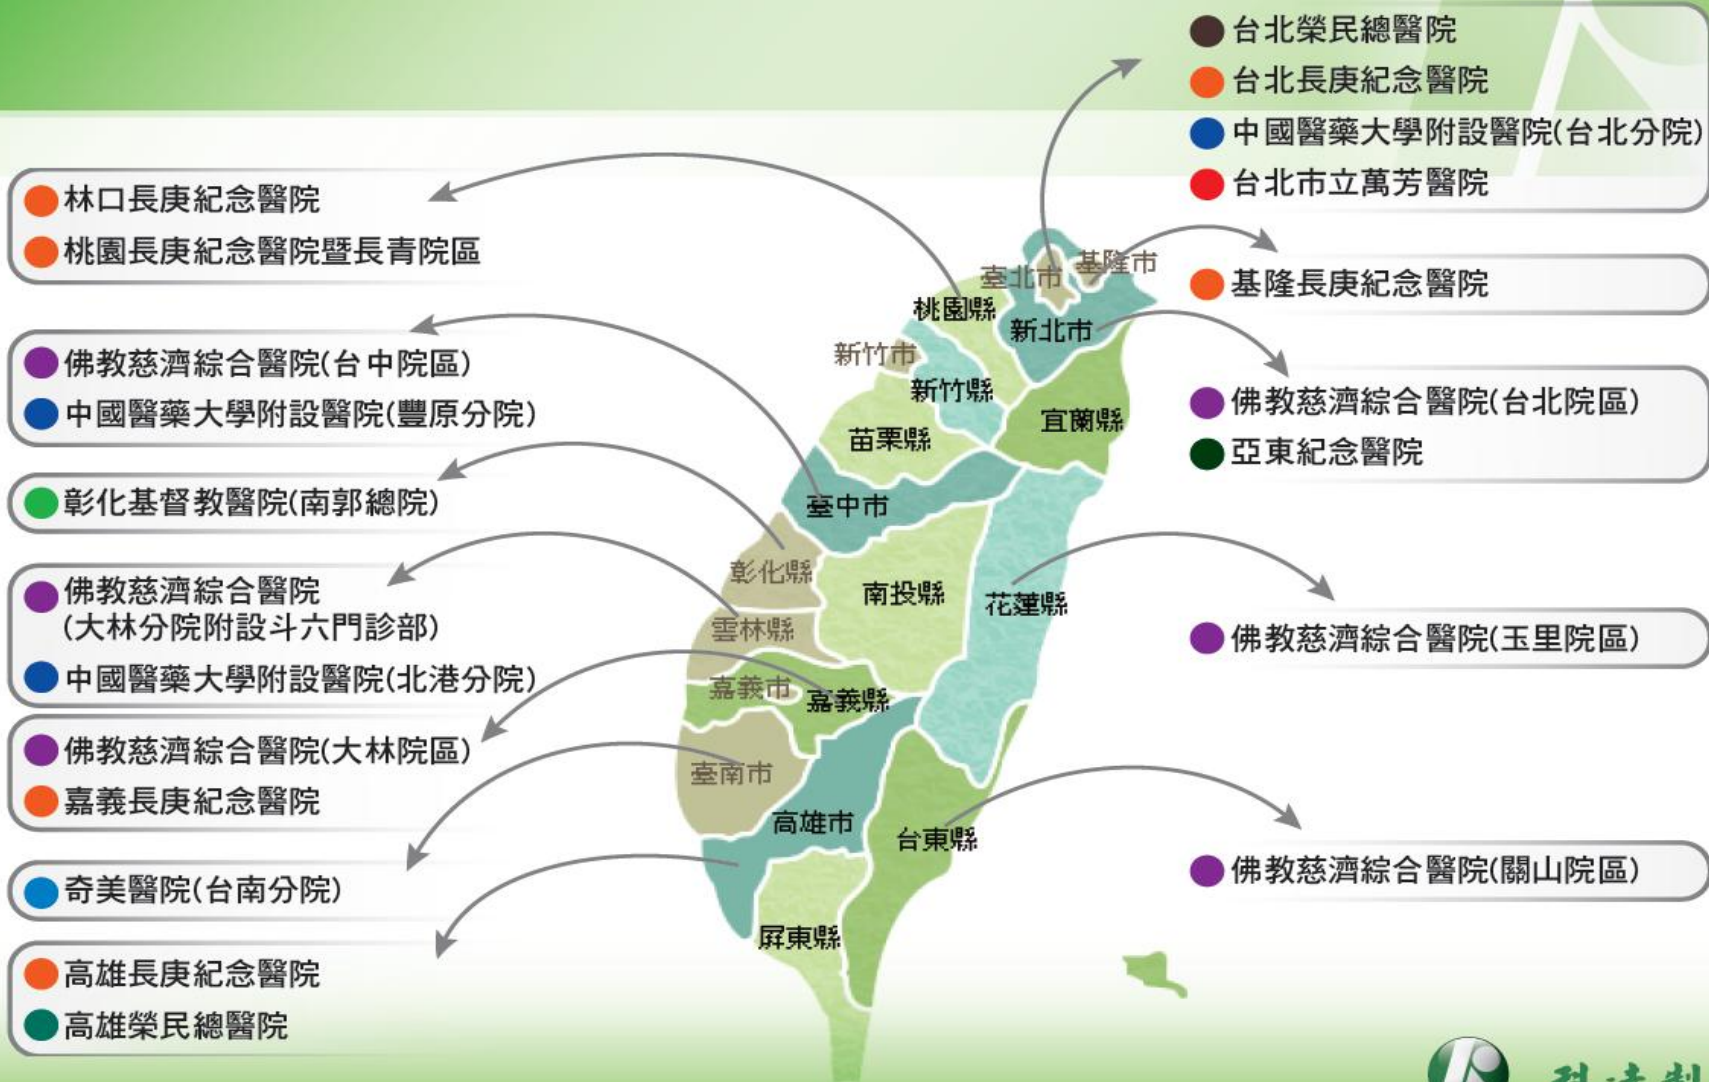 台北榮民總醫院
台北長庚紀念醫院
中國醫藥大學附設醫院(台北分院)
台北市立萬芳醫院
林口長庚紀念醫院
桃園長庚紀念醫院暨長青院區
基隆長庚紀念醫院
佛教慈濟綜合醫院(台中院區)
中國醫藥大學附設醫院(豐原分院)
佛教慈濟綜合醫院(台北院區)
亞東紀念醫院
彰化基督教醫院(南郭總院)
佛教慈濟綜合醫院
(大林分院附設斗六門診部)
中國醫藥大學附設醫院(北港分院)
佛教慈濟綜合醫院(玉里院區)
佛教慈濟綜合醫院(大林院區)
嘉義長庚紀念醫院
奇美醫院(台南分院)
佛教慈濟綜合醫院(關山院區)
高雄長庚紀念醫院
高雄榮民總醫院
基隆市
臺北市
桃園縣
新北市
新竹市
新竹縣
宜蘭縣
苗栗縣
臺中市
彰化縣
南投縣
花蓮縣
雲林縣
嘉義市
嘉義縣
臺南市
高雄市
台東縣
屏東縣